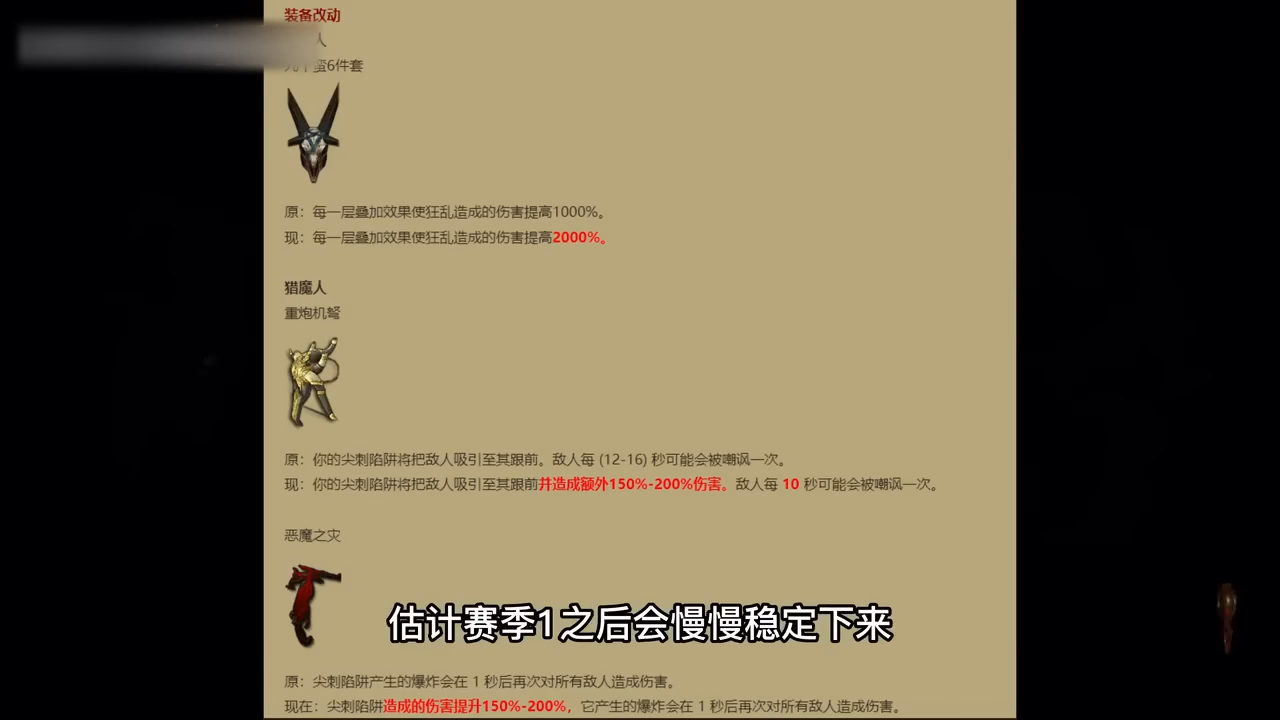 装备改动
人
6件套
原：每一层叠加效果使狂乱造成的伤害提高1000%。
现：每一层叠加效果使狂乱造成的伤害提高2000%。
猎魔人
重炮机弩
原：你的尖刺陷阱将把敌人吸引至其跟前。敌人每 (12-16) 秒可能会被嘲讽一次。
现：你的尖刺陷阱将把敌人吸引至其跟前并造成额外150%-200%伤害。敌人每 10 秒可能会被嘲讽一次。
恶魔之灾
估计赛季1之后会慢慢稳定下来
原：尖刺陷阱产生的爆炸会在 1 秒后再次对所有敌人造成伤害。
现在：尖刺陷阱造成的伤害提升150%-200%，它产生的爆炸会在 1 秒后再次对所有敌人造成伤害。